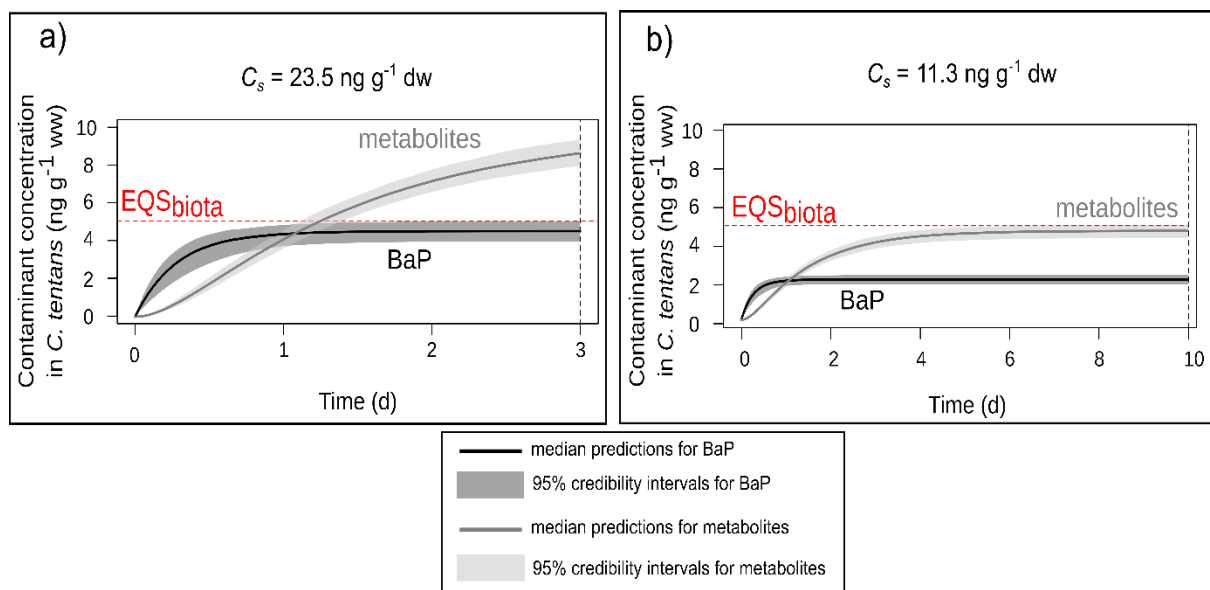 a)
C_s = 23.5 ng g⁻¹ dw
Contaminant concentration
in C. tentans (ng g⁻¹ ww)
10
8
6
4
2
0
metabolites
EQS_biota
BaP
0 1 2 3
Time (d)
b)
C_s = 11.3 ng g⁻¹ dw
Contaminant concentration
in C. tentans (ng g⁻¹ ww)
10
8
6
4
2
0
EQS_biota
metabolites
BaP
0 2 4 6 8 10
Time (d)
median predictions for BaP
95% credibility intervals for BaP
median predictions for metabolites
95% credibility intervals for metabolites